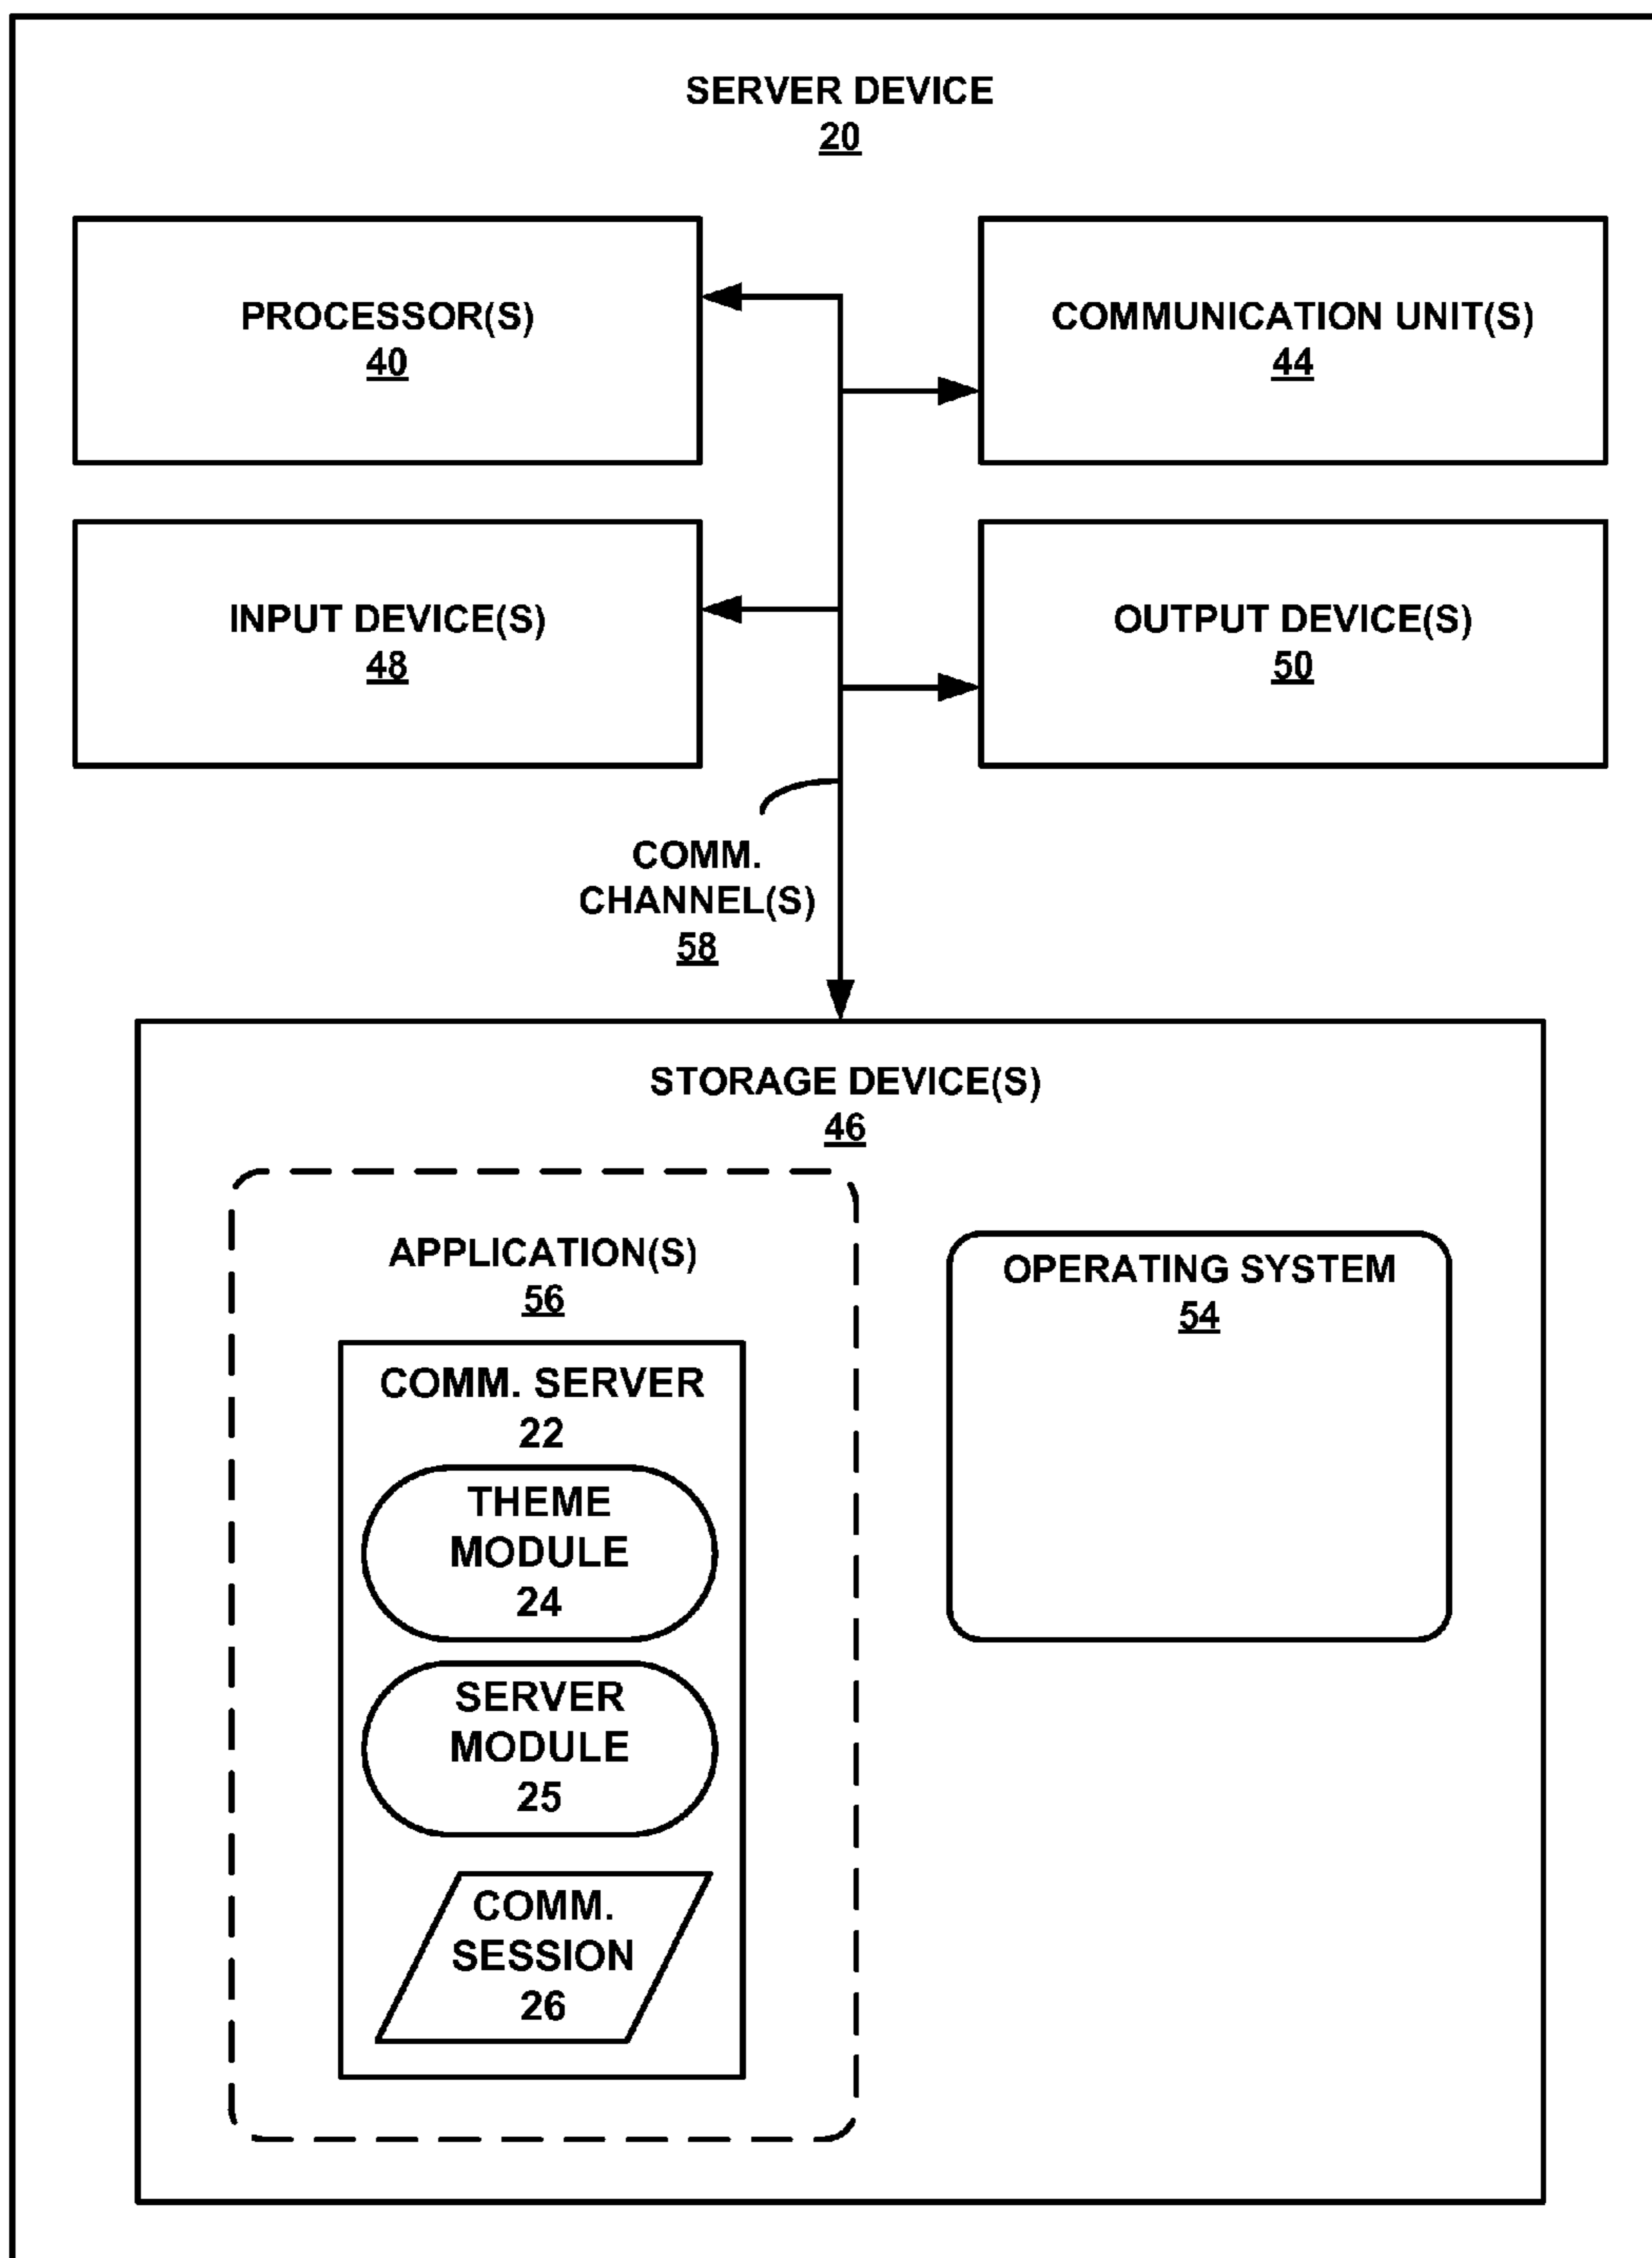 SERVER DEVICE
20
PROCESSOR(S)
40
COMMUNICATION UNIT(S)
44
INPUT DEVICE(S)
48
OUTPUT DEVICE(S)
50
COMM.
CHANNEL(S)
58
STORAGE DEVICE(S)
46
APPLICATION(S)
56
COMM. SERVER
22
THEME
MODULE
24
SERVER
MODULE
25
COMM.
SESSION
26
OPERATING SYSTEM
54